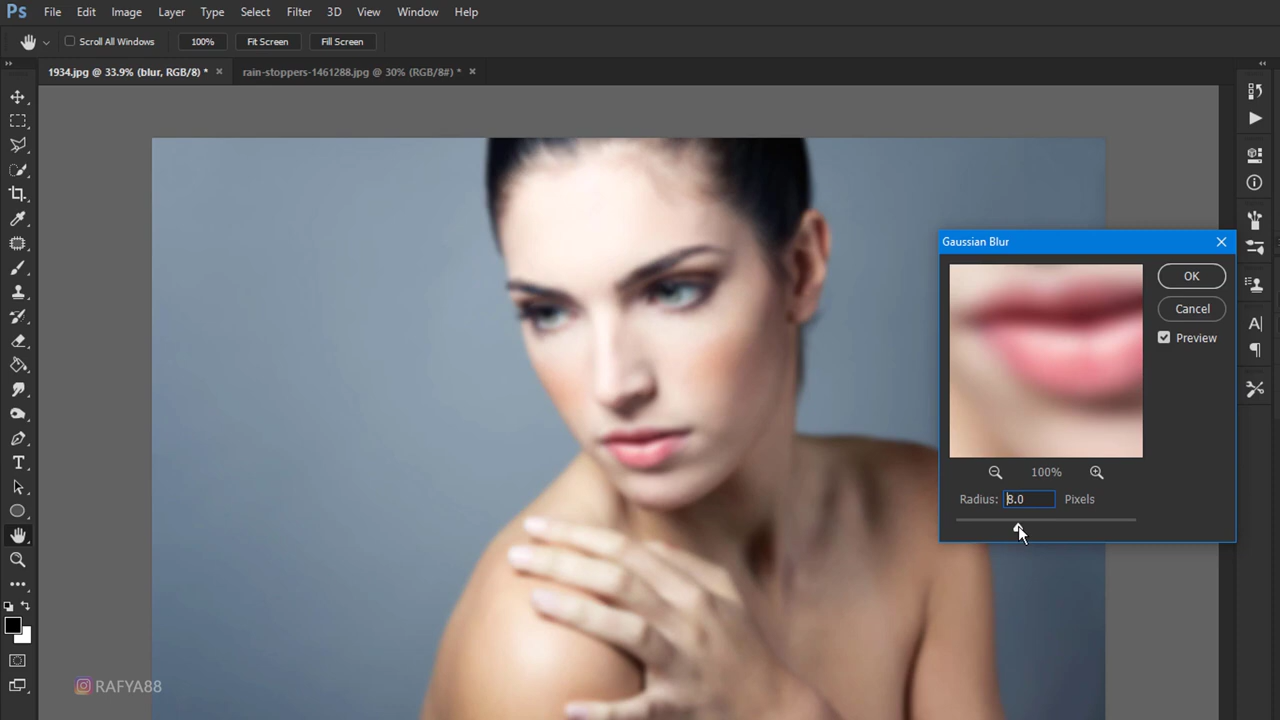 Ps File Edit Image Layer Type Select Filter 3D View Window Help
Scroll All Windows 100% Fit Screen Fill Screen
1934.jpg @ 33.9% (blur, RGB/8) * × rain-stoppers-1461288.jpg @ 30% (RGB/8#) * ×
Gaussian Blur
OK
Cancel
Preview
100%
Radius: 8.0 Pixels
RAFYA88